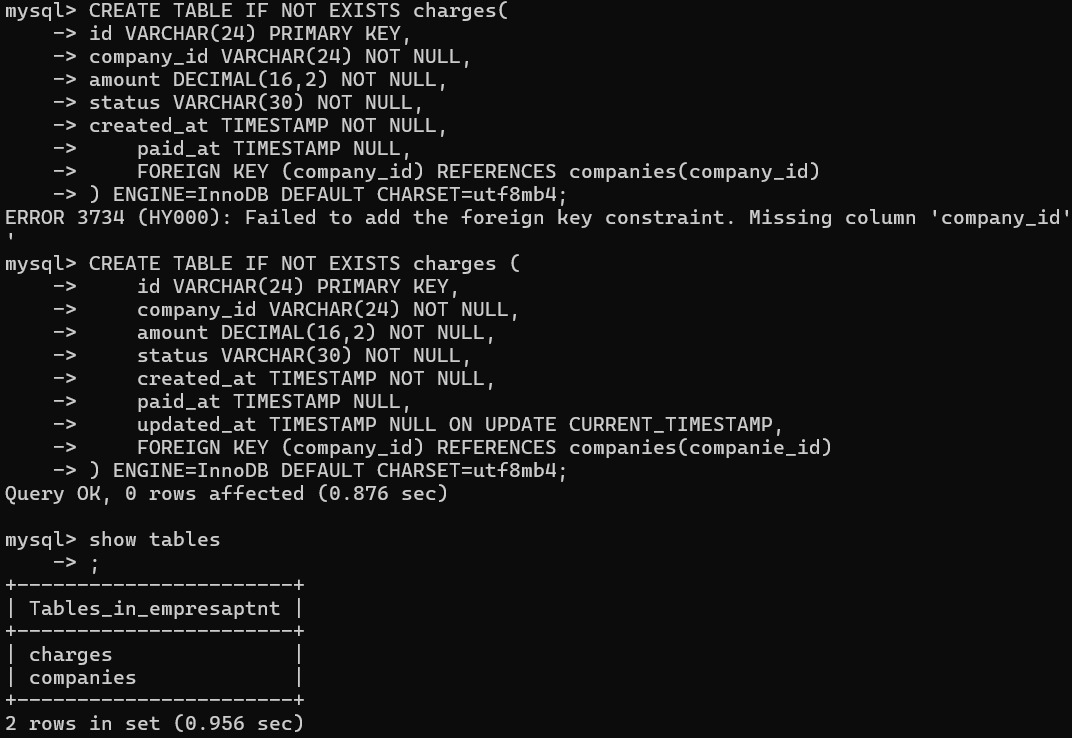 mysql> CREATE TABLE IF NOT EXISTS charges(
    -> id VARCHAR(24) PRIMARY KEY,
    -> company_id VARCHAR(24) NOT NULL,
    -> amount DECIMAL(16,2) NOT NULL,
    -> status VARCHAR(30) NOT NULL,
    -> created_at TIMESTAMP NOT NULL,
    ->     paid_at TIMESTAMP NULL,
    ->     FOREIGN KEY (company_id) REFERENCES companies(company_id)
    -> ) ENGINE=InnoDB DEFAULT CHARSET=utf8mb4;
ERROR 3734 (HY000): Failed to add the foreign key constraint. Missing column 'company_id'
'
mysql> CREATE TABLE IF NOT EXISTS charges (
    ->     id VARCHAR(24) PRIMARY KEY,
    ->     company_id VARCHAR(24) NOT NULL,
    ->     amount DECIMAL(16,2) NOT NULL,
    ->     status VARCHAR(30) NOT NULL,
    ->     created_at TIMESTAMP NOT NULL,
    ->     paid_at TIMESTAMP NULL,
    ->     updated_at TIMESTAMP NULL ON UPDATE CURRENT_TIMESTAMP,
    ->     FOREIGN KEY (company_id) REFERENCES companies(companie_id)
    -> ) ENGINE=InnoDB DEFAULT CHARSET=utf8mb4;
Query OK, 0 rows affected (0.876 sec)

mysql> show tables
    -> ;
+----------------------+
| Tables_in_empresaptnt |
+----------------------+
| charges               |
| companies             |
+----------------------+
2 rows in set (0.956 sec)